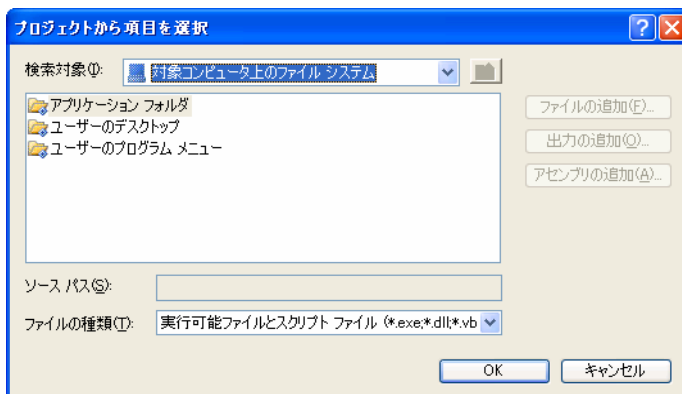 プロジェクトから項目を選択
検索対象(I):
対象コンピュータ上のファイル システム
アプリケーション フォルダ
ユーザーのデスクトップ
ユーザーのプログラム メニュー
ファイルの追加(F)...
出力の追加(O)...
アセンブリの追加(A)...
ソース パス(S):
ファイルの種類(T):
実行可能ファイルとスクリプト ファイル (*.exe;*.dll;*.vb
OK
キャンセル